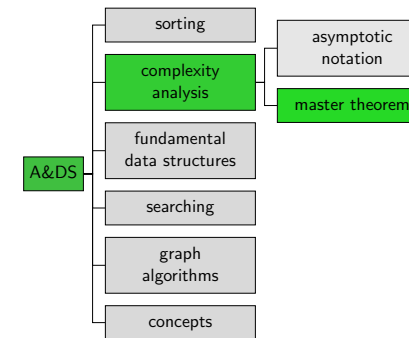 sorting
asymptotic
notation
complexity
analysis
master theorem
fundamental
data structures
A&DS
searching
graph
algorithms
concepts